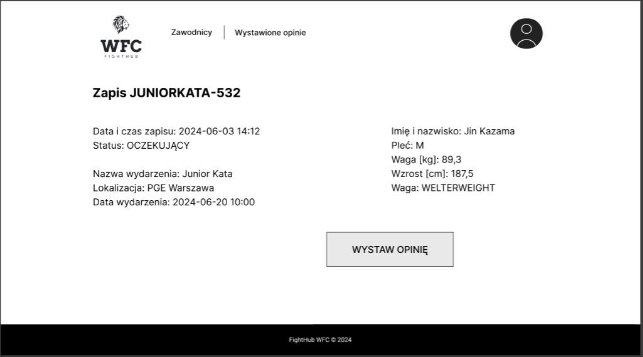 WFC
FIGHTHUB
Zawodnicy
Wystawione opinie
Zapis JUNIORKATA-532
Data i czas zapisu: 2024-06-03 14:12
Status: OCZEKUJĄCY
Nazwa wydarzenia: Junior Kata
Lokalizacja: PGE Warszawa
Data wydarzenia: 2024-06-20 10:00
Imię i nazwisko: Jin Kazama
Płeć: M
Waga [kg]: 89,3
Wzrost [cm]: 187,5
Waga: WELTERWEIGHT
WYSTAW OPINIĘ
FightHub WFC © 2024